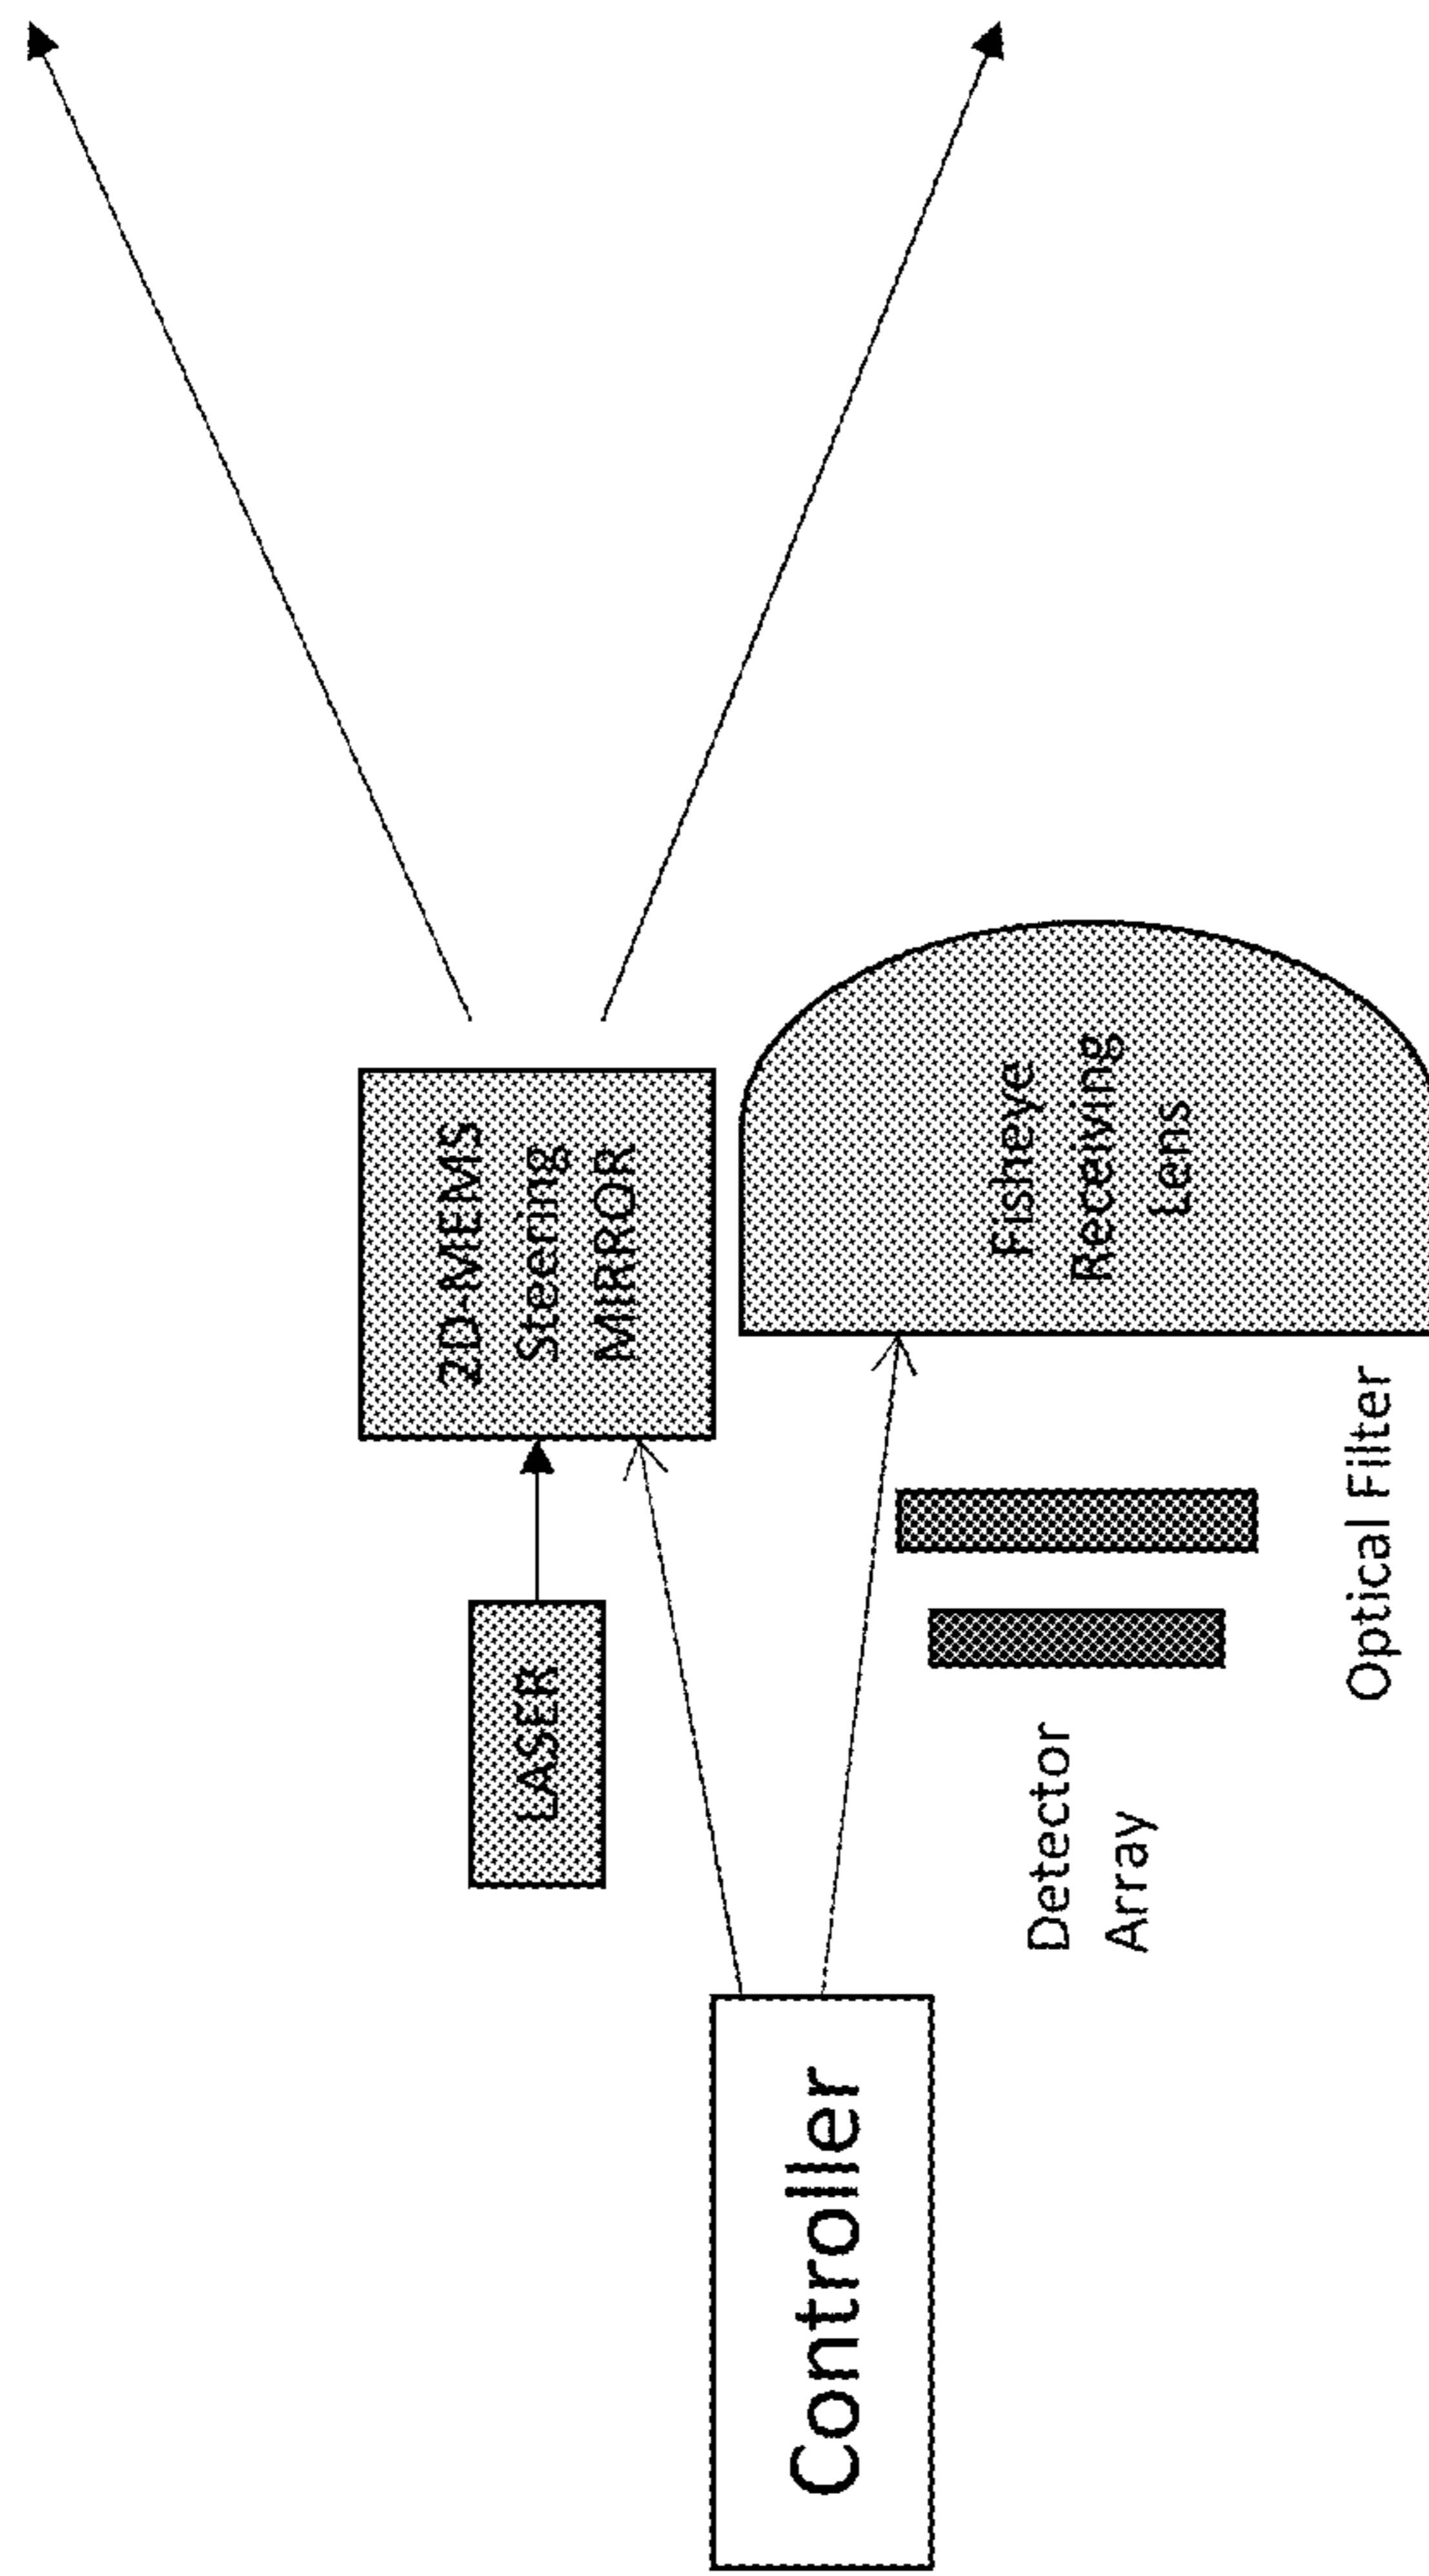 2D-MEMS
Steering
MIRROR
LASER
Fisheye
Receiving
Lens
Controller
Detector
Array
Optical Filter